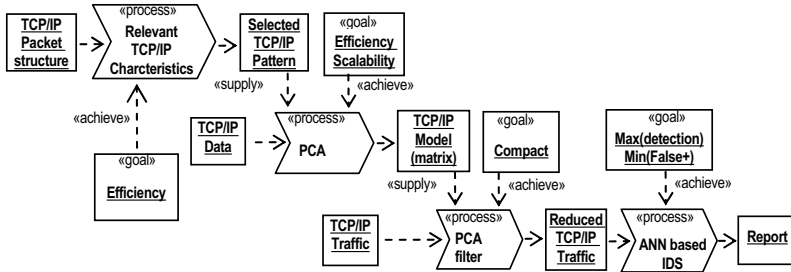 TCP/IP
Packet
structure
«process»
Relevant
TCP/IP
Charcteristics
Selected
TCP/IP
Pattern
«goal»
Efficiency
Scalability
«supply»
«achieve»
«achieve»
«goal»
Efficiency
TCP/IP
Data
«process»
PCA
TCP/IP
Model
(matrix)
«goal»
Compact
«goal»
Max(detection)
Min(False+)
«supply»
«achieve»
«achieve»
TCP/IP
Traffic
«process»
PCA
filter
Reduced
TCP/IP
Traffic
«process»
ANN based
IDS
Report